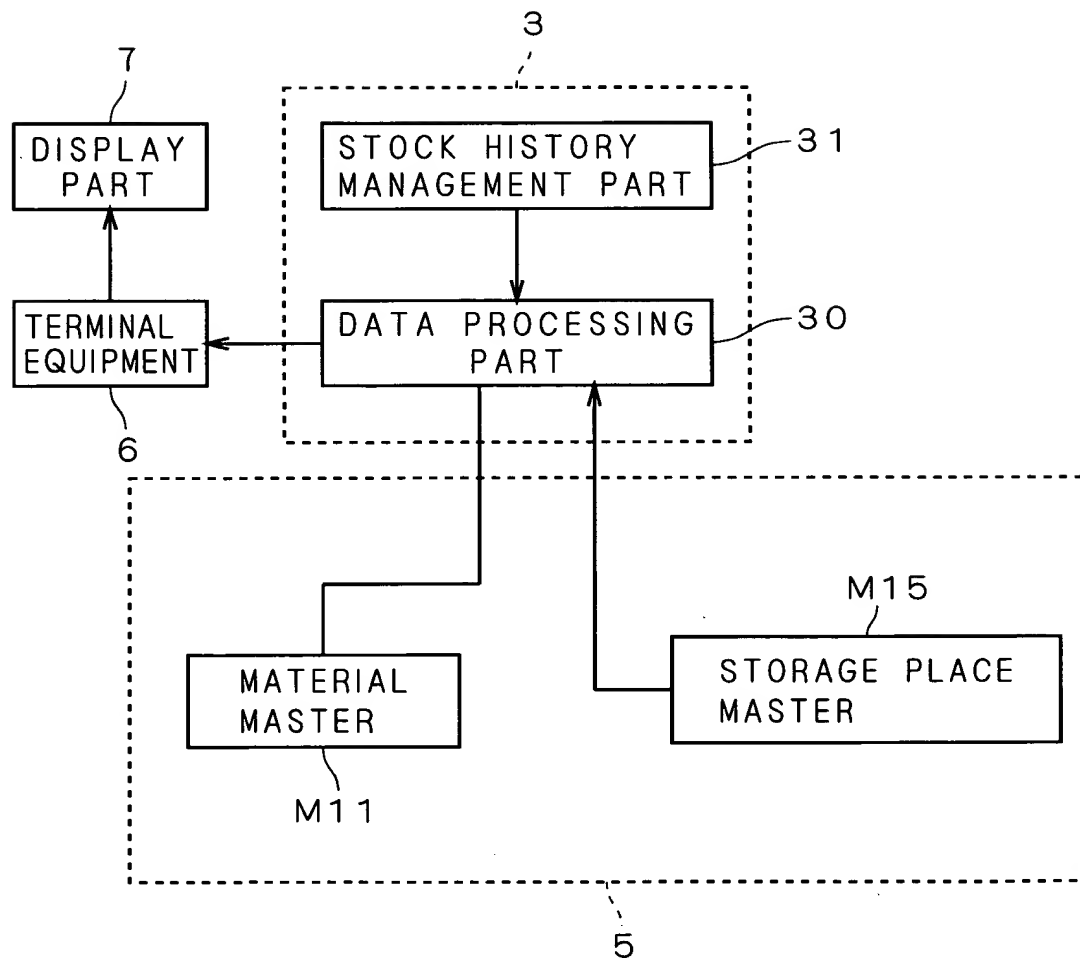 3
7
DISPLAY
PART
STOCK HISTORY
MANAGEMENT PART
31
TERMINAL
EQUIPMENT
DATA PROCESSING
PART
30
6
M15
MATERIAL
MASTER
STORAGE PLACE
MASTER
M11
5